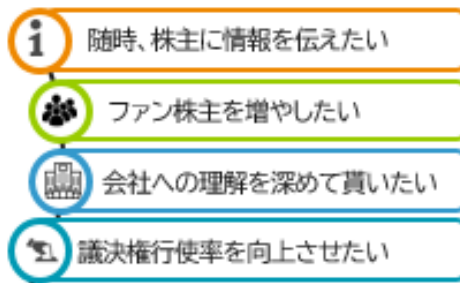 随時、株主に情報を伝えたい
ファン株主を増やしたい
会社への理解を深めて貰いたい
議決権行使率を向上させたい